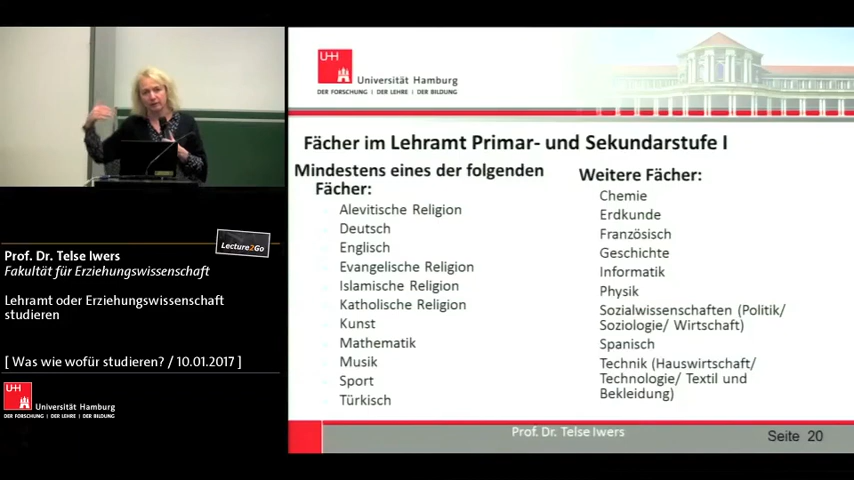 Universität Hamburg
DER FORSCHUNG | DER LEHRE | DER BILDUNG
Fächer im Lehramt Primar- und Sekundarstufe I
Mindestens eines der folgenden
Fächer:
Alevitische Religion
Deutsch
Englisch
Evangelische Religion
Islamische Religion
Katholische Religion
Kunst
Mathematik
Musik
Sport
Türkisch
Weitere Fächer:
Chemie
Erdkunde
Französisch
Geschichte
Informatik
Physik
Sozialwissenschaften (Politik/
Soziologie/ Wirtschaft)
Spanisch
Technik (Hauswirtschaft/
Technologie/ Textil und
Bekleidung)
Prof. Dr. Telse Iwers
Seite 20
Lecture2Go
Prof. Dr. Telse Iwers
Fakultät für Erziehungswissenschaft
Lehramt oder Erziehungswissenschaft
studieren
[ Was wie wofür studieren? / 10.01.2017 ]
UH
Universität Hamburg
DER FORSCHUNG | DER LEHRE | DER BILDUNG
UH